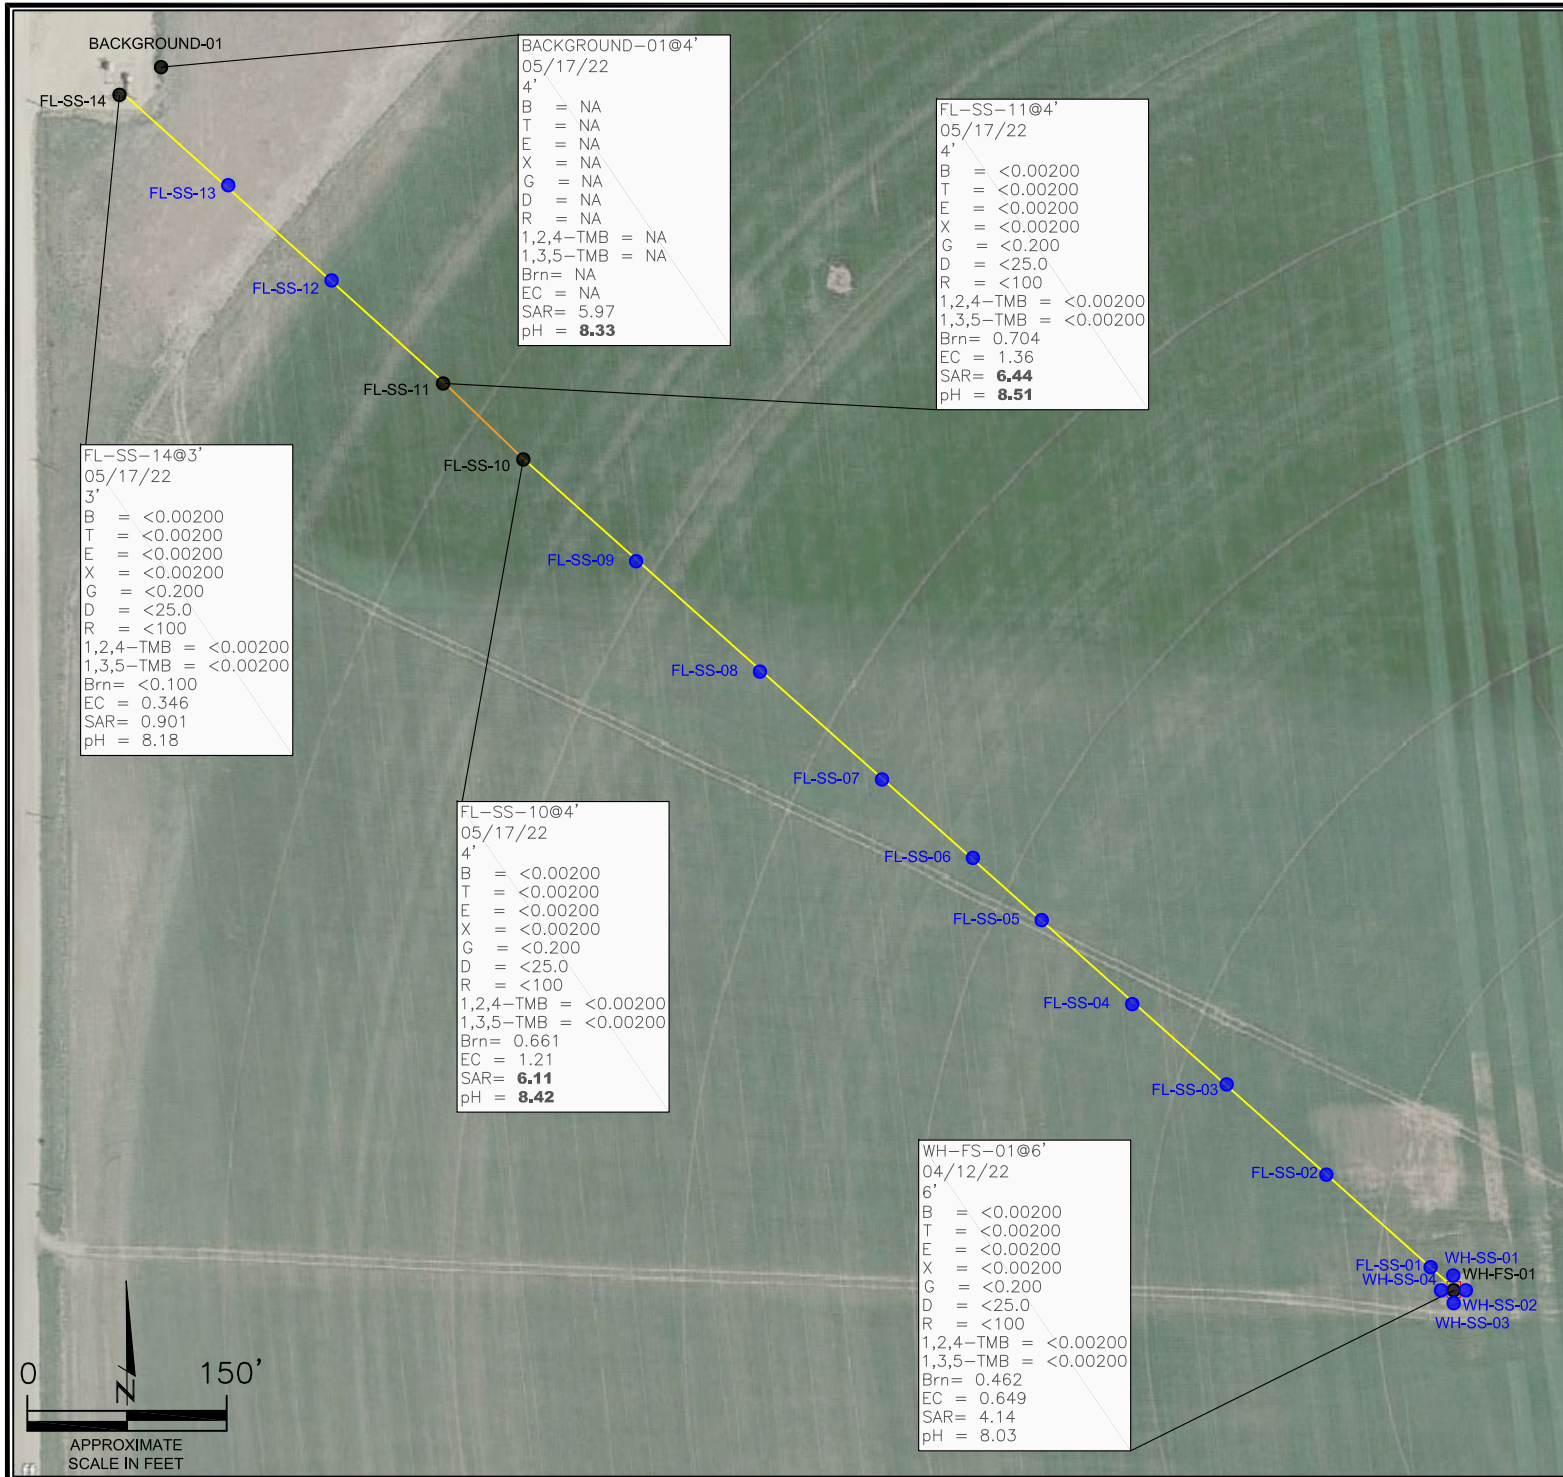 BACKGROUND-01
FL-SS-14
FL-SS-13
FL-SS-12
FL-SS-11
FL-SS-10
FL-SS-09
FL-SS-08
FL-SS-07
FL-SS-06
FL-SS-05
FL-SS-04
FL-SS-03
FL-SS-02
FL-SS-01
WH-SS-01
WH-SS-04
WH-FS-01
WH-SS-02
WH-SS-03
BACKGROUND-01@4'
05/17/22
4'
B = NA
T = NA
E = NA
X = NA
G = NA
D = NA
R = NA
1,2,4-TMB = NA
1,3,5-TMB = NA
Brn= NA
EC = NA
SAR= 5.97
pH = 8.33
FL-SS-11@4'
05/17/22
4'
B = <0.00200
T = <0.00200
E = <0.00200
X = <0.00200
G = <0.200
D = <25.0
R = <100
1,2,4-TMB = <0.00200
1,3,5-TMB = <0.00200
Brn= 0.704
EC = 1.36
SAR= 6.44
pH = 8.51
FL-SS-14@3'
05/17/22
3'
B = <0.00200
T = <0.00200
E = <0.00200
X = <0.00200
G = <0.200
D = <25.0
R = <100
1,2,4-TMB = <0.00200
1,3,5-TMB = <0.00200
Brn= <0.100
EC = 0.346
SAR= 0.901
pH = 8.18
FL-SS-10@4'
05/17/22
4'
B = <0.00200
T = <0.00200
E = <0.00200
X = <0.00200
G = <0.200
D = <25.0
R = <100
1,2,4-TMB = <0.00200
1,3,5-TMB = <0.00200
Brn= 0.661
EC = 1.21
SAR= 6.11
pH = 8.42
WH-FS-01@6'
04/12/22
6'
B = <0.00200
T = <0.00200
E = <0.00200
X = <0.00200
G = <0.200
D = <25.0
R = <100
1,2,4-TMB = <0.00200
1,3,5-TMB = <0.00200
Brn= 0.462
EC = 0.649
SAR= 4.14
pH = 8.03
0 150'
N
APPROXIMATE
SCALE IN FEET